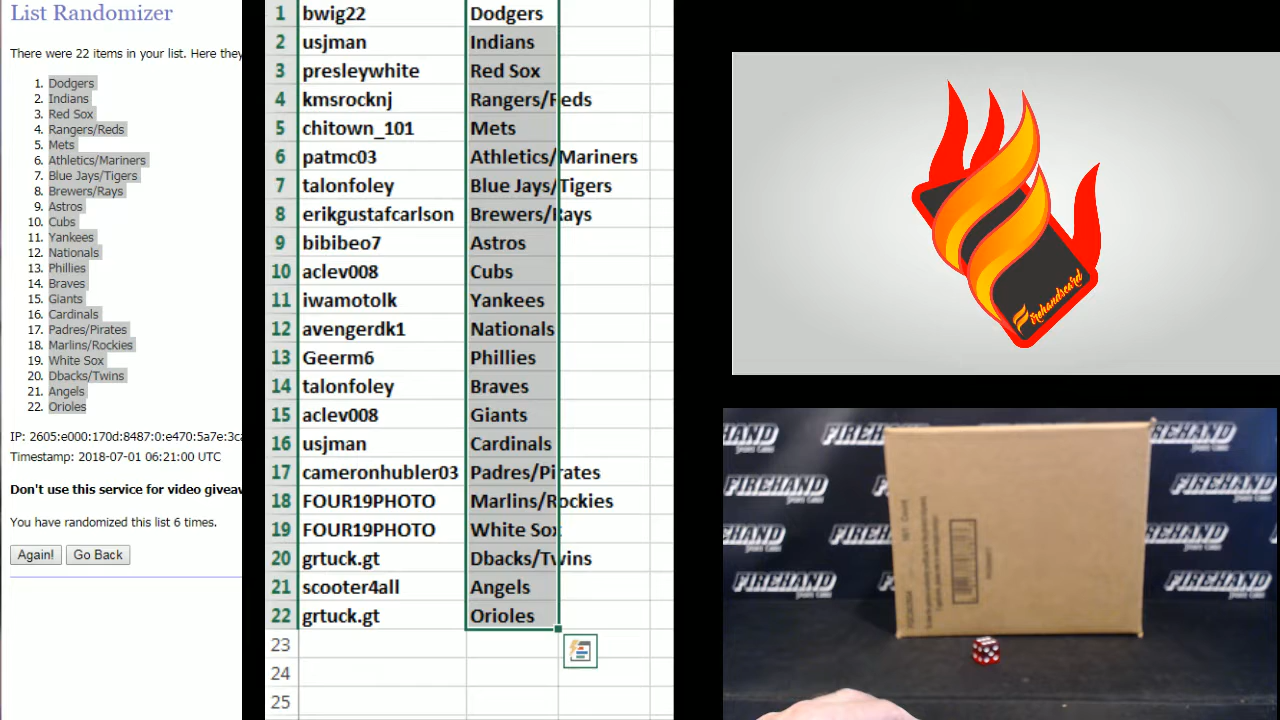 List Randomizer
There were 22 items in your list. Here they
1. Dodgers
2. Indians
3. Red Sox
4. Rangers/Reds
5. Mets
6. Athletics/Mariners
7. Blue Jays/Tigers
8. Brewers/Rays
9. Astros
10. Cubs
11. Yankees
12. Nationals
13. Phillies
14. Braves
15. Giants
16. Cardinals
17. Padres/Pirates
18. Marlins/Rockies
19. White Sox
20. Dbacks/Twins
21. Angels
22. Orioles
IP: 2605:e000:170d:8487:0:e470:5a7e:3ca
Timestamp: 2018-07-01 06:21:00 UTC
Don't use this service for video giveaw
You have randomized this list 6 times.
Again! Go Back
1 bwig22 Dodgers
2 usjman Indians
3 presleywhite Red Sox
4 kmsrocknj Rangers/Reds
5 chitown_101 Mets
6 patmc03 Athletics/Mariners
7 talonfoley Blue Jays/Tigers
8 erikgustafcarlson Brewers/Rays
9 bibibeo7 Astros
10 aclev008 Cubs
11 iwamotolk Yankees
12 avengerdk1 Nationals
13 Geerm6 Phillies
14 talonfoley Braves
15 aclev008 Giants
16 usjman Cardinals
17 cameronhubler03 Padres/Pirates
18 FOUR19PHOTO Marlins/Rockies
19 FOUR19PHOTO White Sox
20 grtuck.gt Dbacks/Twins
21 scooter4all Angels
22 grtuck.gt Orioles
23
24
25
Firehandscard
FIREHAND
FIREHAND
FIREHAND
FIREHAND
FIREHAND
FIREHAND
FIREHAND
FIREHAND